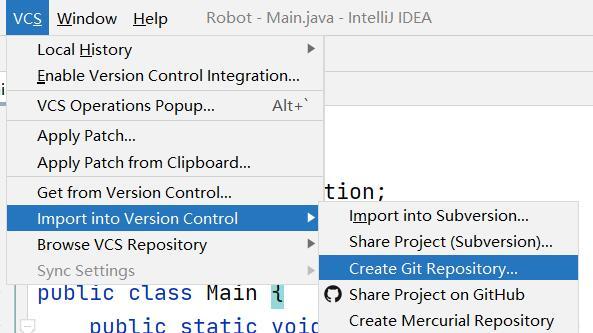 VCS Window Help Robot - Main.java - IntelliJ IDEA
Local History
Enable Version Control Integration...
VCS Operations Popup... Alt+`
Apply Patch...
Apply Patch from Clipboard...
Get from Version Control...
tion;
Import into Version Control
Import into Subversion...
Browse VCS Repository
Share Project (Subversion)...
Sync Settings
Create Git Repository...
public class Main {
Share Project on GitHub
public static void
Create Mercurial Repository